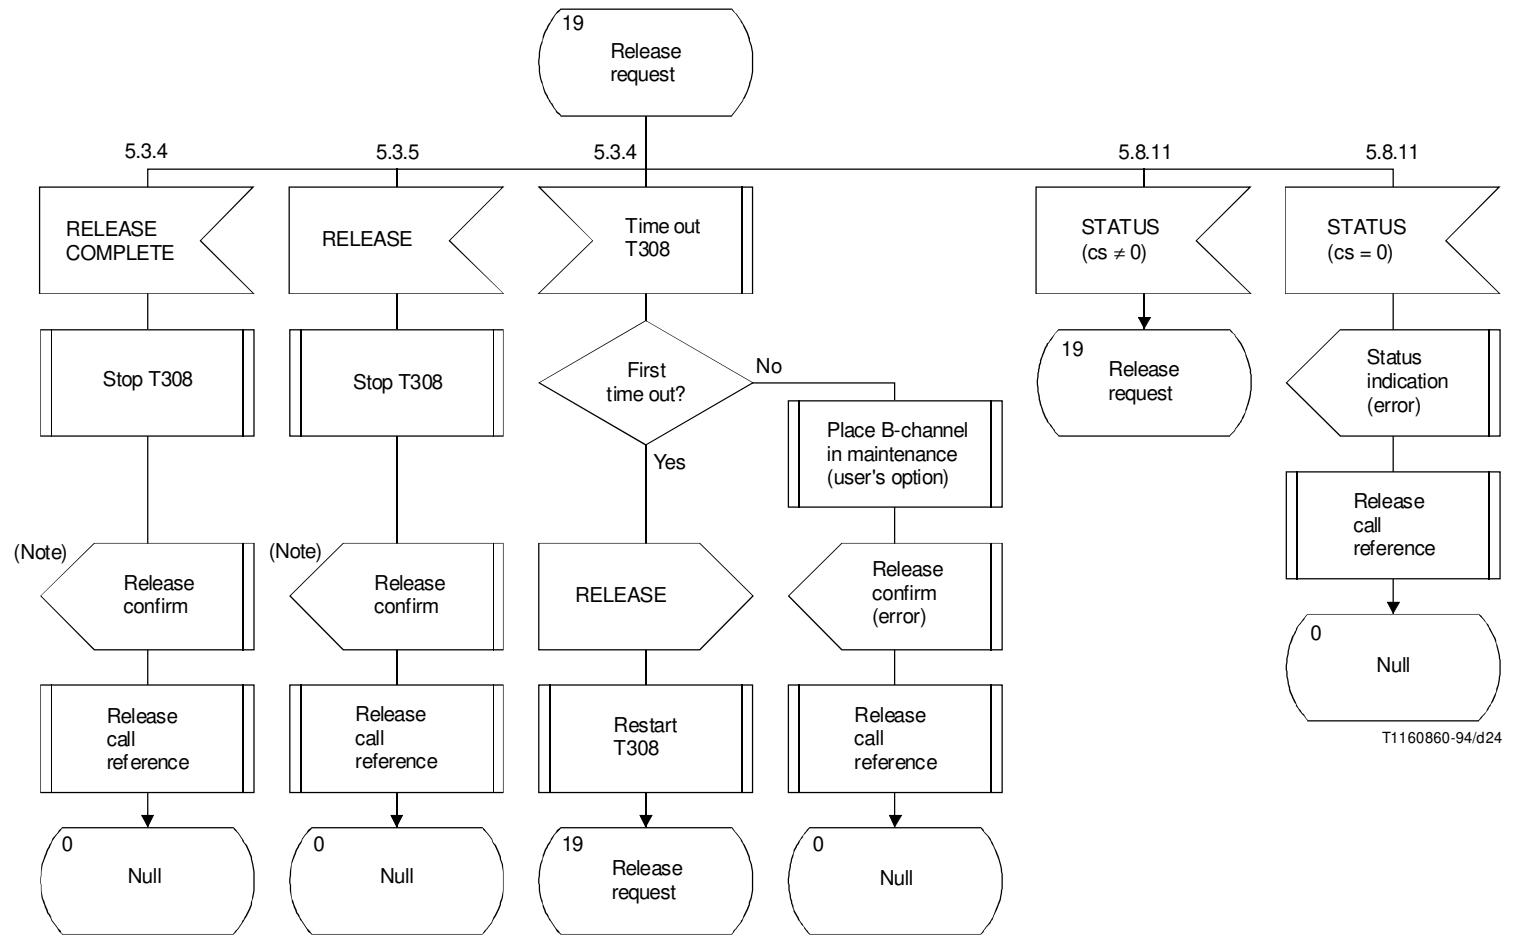 19
Release
request
5.3.4
5.3.5
5.3.4
5.8.11
5.8.11
RELEASE
COMPLETE
RELEASE
Time out
T308
STATUS
(cs ≠ 0)
STATUS
(cs = 0)
Stop T308
Stop T308
First
time out?
No
Yes
19
Release
request
Status
indication
(error)
Place B-channel
in maintenance
(user's option)
Release
call
reference
(Note)
Release
confirm
(Note)
Release
confirm
RELEASE
Release
confirm
(error)
0
Null
T1160860-94/d24
Release
call
reference
Release
call
reference
Restart
T308
Release
call
reference
0
Null
0
Null
19
Release
request
0
Null